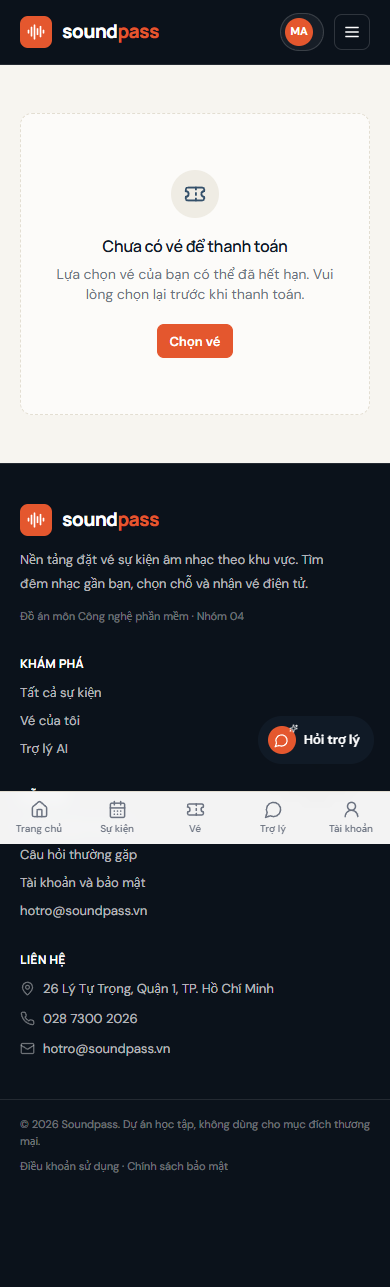 soundpass
MA
Chưa có vé để thanh toán
Lựa chọn vé của bạn có thể đã hết hạn. Vui
lòng chọn lại trước khi thanh toán.
Chọn vé
soundpass
Nền tảng đặt vé sự kiện âm nhạc theo khu vực. Tìm
đêm nhạc gần bạn, chọn chỗ và nhận vé điện tử.
Đồ án môn Công nghệ phần mềm · Nhóm 04
KHÁM PHÁ
Tất cả sự kiện
Vé của tôi
Trợ lý AI
Hỏi trợ lý
Trang chủ
Sự kiện
Vé
Trợ lý
Tài khoản
Câu hỏi thường gặp
Tài khoản và bảo mật
hotro@soundpass.vn
LIÊN HỆ
26 Lý Tự Trọng, Quận 1, TP. Hồ Chí Minh
028 7300 2026
hotro@soundpass.vn
© 2026 Soundpass. Dự án học tập, không dùng cho mục đích thương
mại.
Điều khoản sử dụng · Chính sách bảo mật